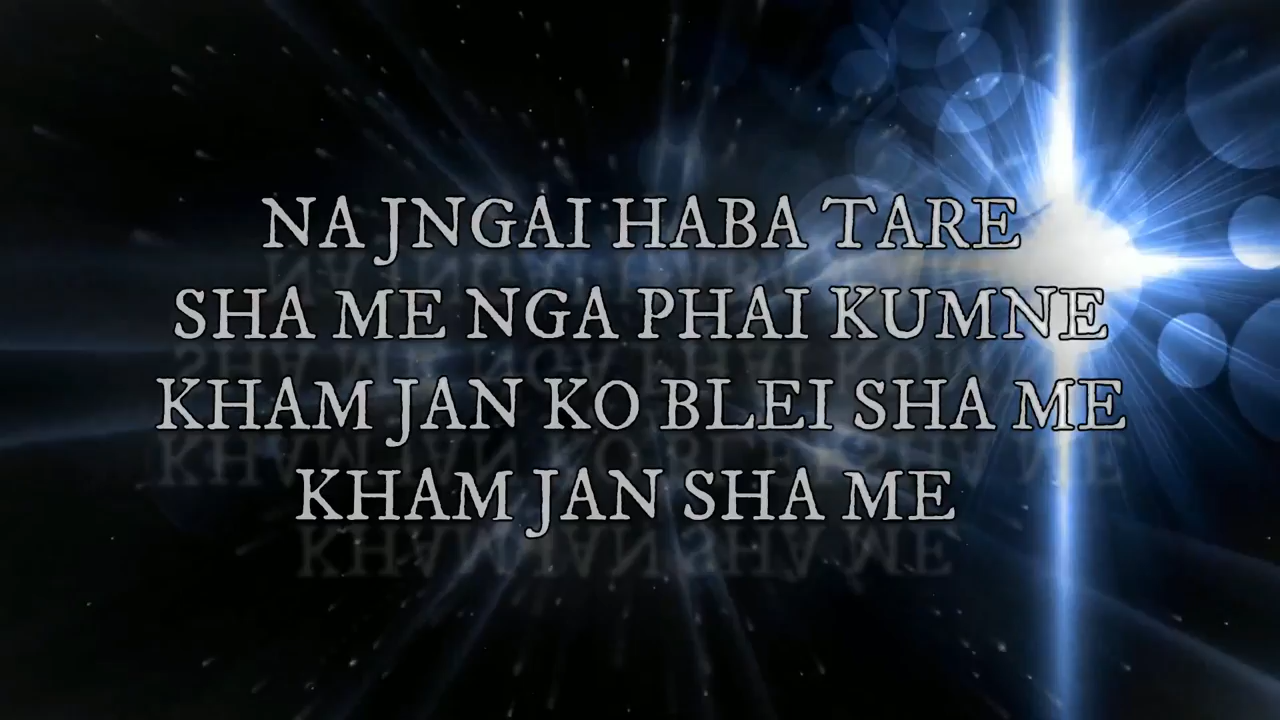 NA JNGAI HABA TARE
SHA ME NGA PHAI KUMNE
KHAM JAN KO BLEI SHA ME
KHAM JAN SHA ME